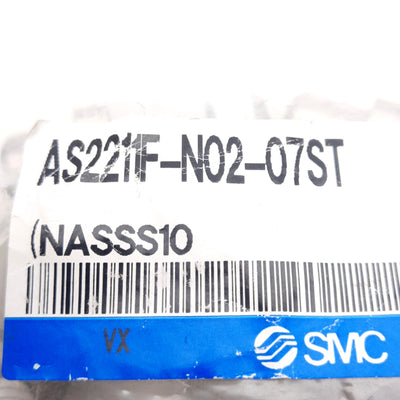 AS2211F-N02-07ST
(NASSS10
VX
SMC